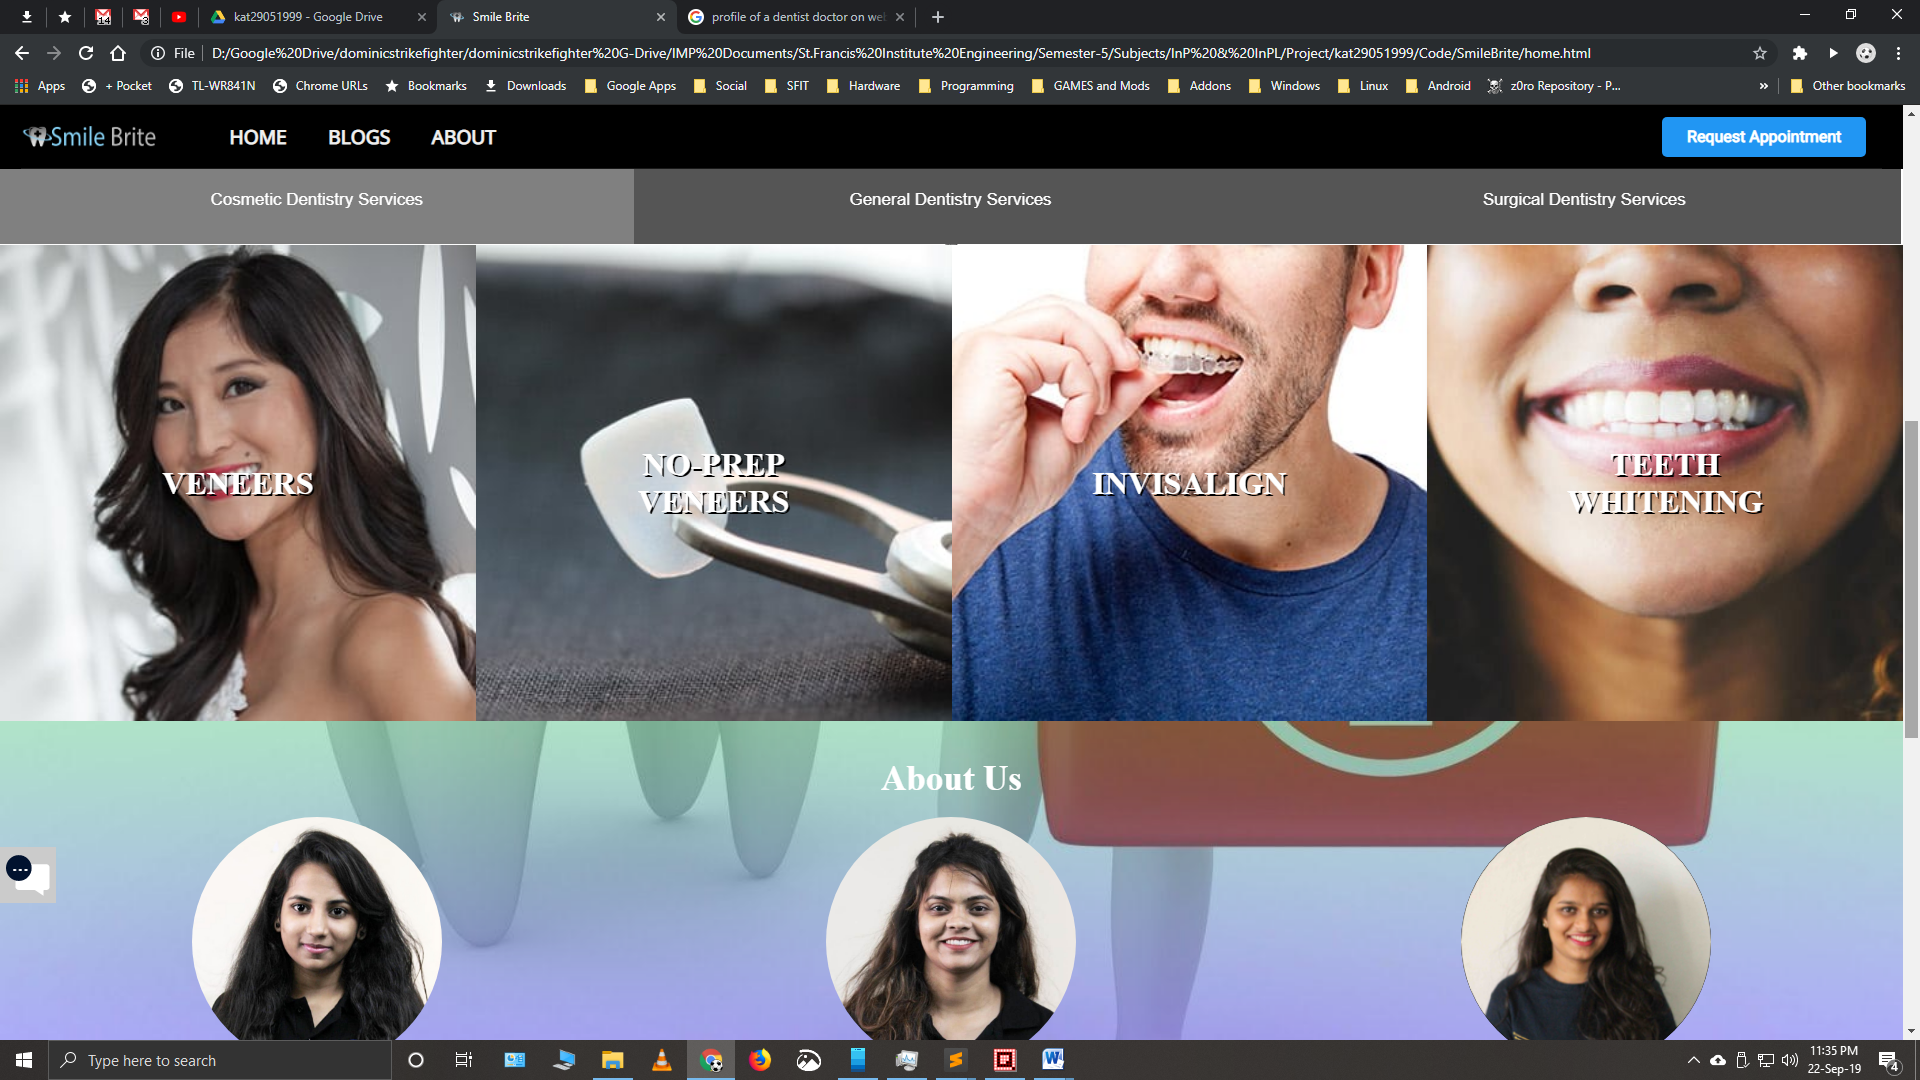 14
3
kat29051999 - Google Drive
Smile Brite
profile of a dentist doctor on we
File
D:/Google%20Drive/dominicstrikefighter/dominicstrikefighter%20G-Drive/IMP%20Documents/St.Francis%20Institute%20Engineering/Semester-5/Subjects/InP%20&%20InPL/Project/kat29051999/Code/SmileBrite/home.html
Apps
+ Pocket
TL-WR841N
Chrome URLs
Bookmarks
Downloads
Google Apps
Social
SFIT
Hardware
Programming
GAMES and Mods
Addons
Windows
Linux
Android
z0ro Repository - P...
»
Other bookmarks
Smile Brite
HOME
BLOGS
ABOUT
Request Appointment
Cosmetic Dentistry Services
General Dentistry Services
Surgical Dentistry Services
VENEERS
NO-PREP
VENEERS
INVISALIGN
TEETH
WHITENING
About Us
Type here to search
11:35 PM
22-Sep-19
4